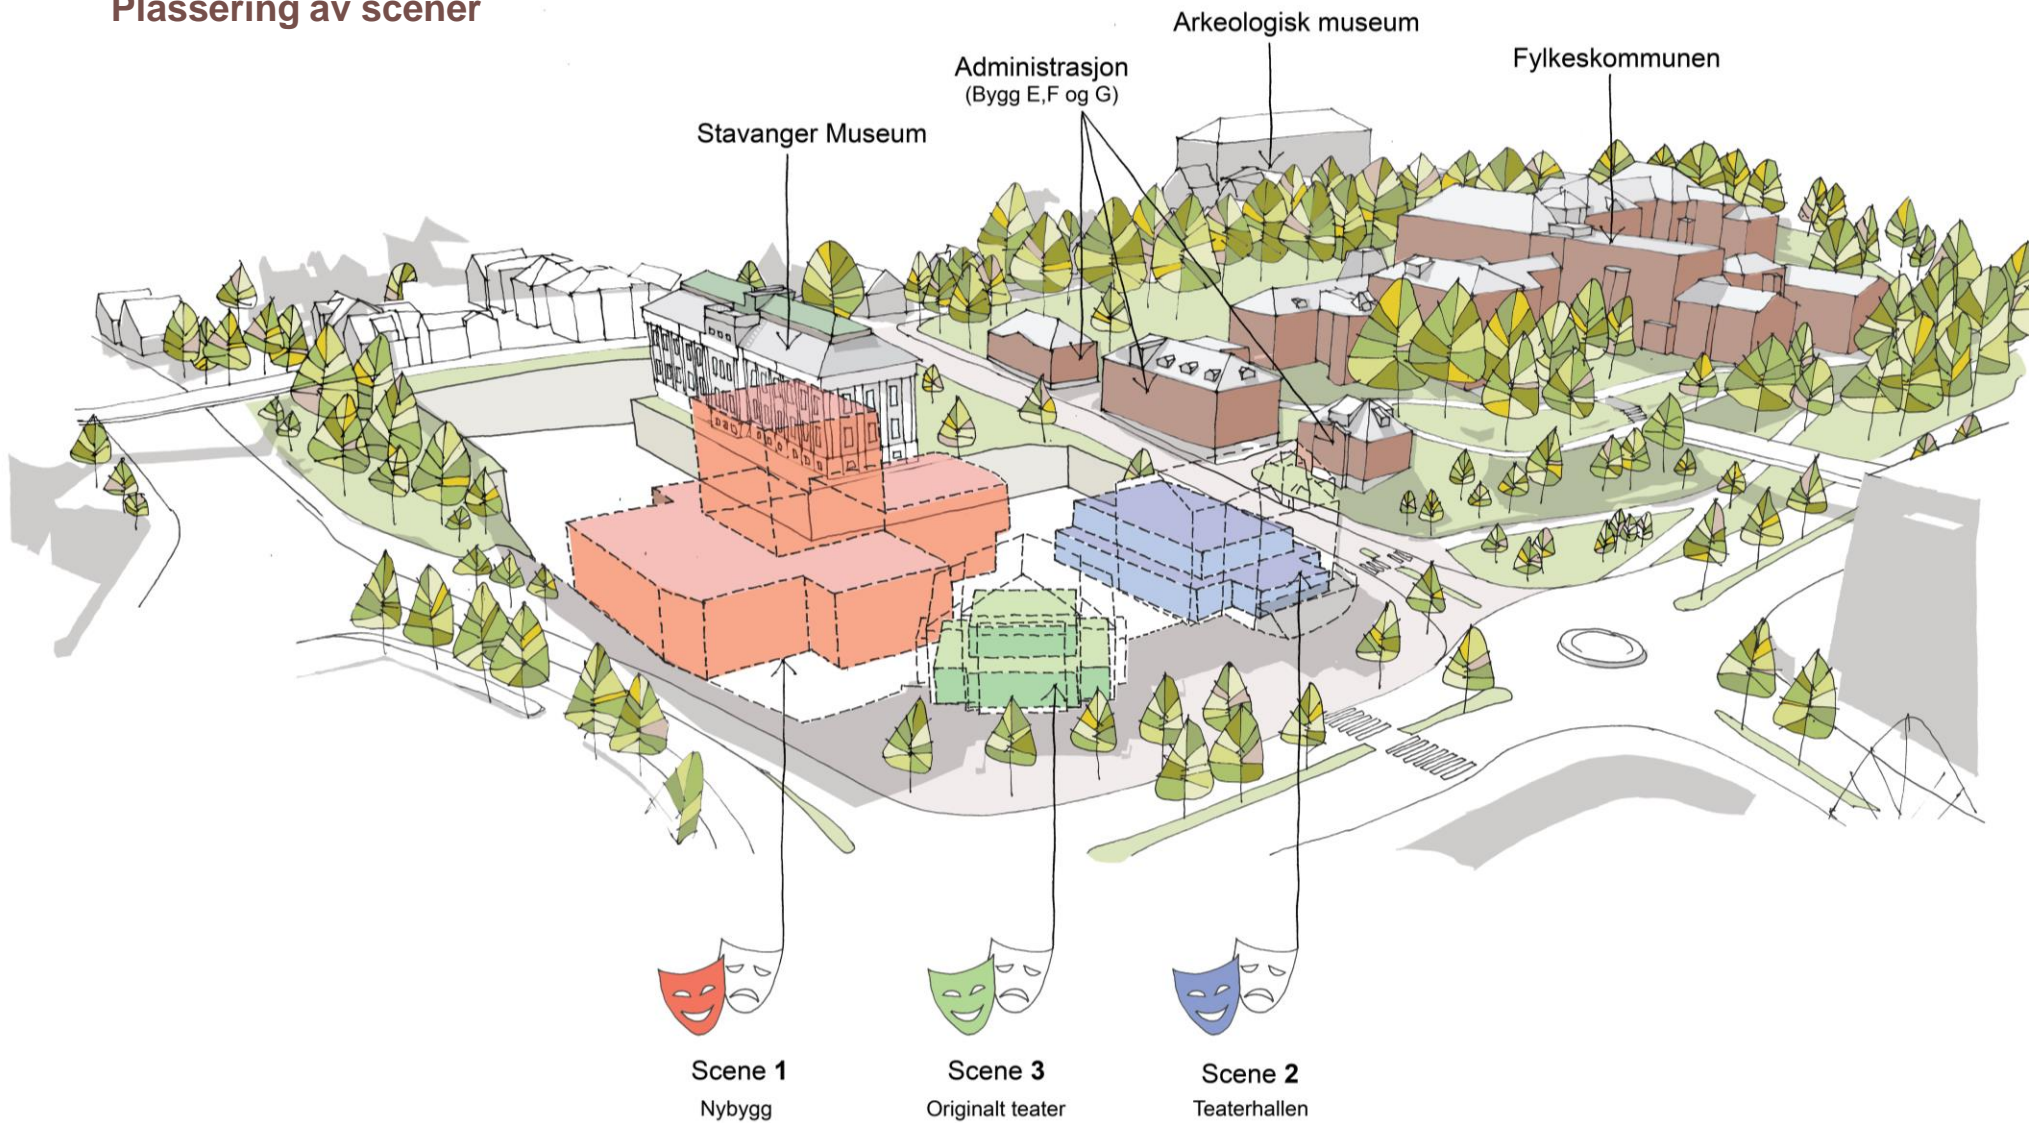 Plassering av scener
Arkeologisk museum
Fylkeskommunen
Administrasjon
(Bygg E,F og G)
Stavanger Museum
Scene 1
Nybygg
Scene 3
Originalt teater
Scene 2
Teaterhallen